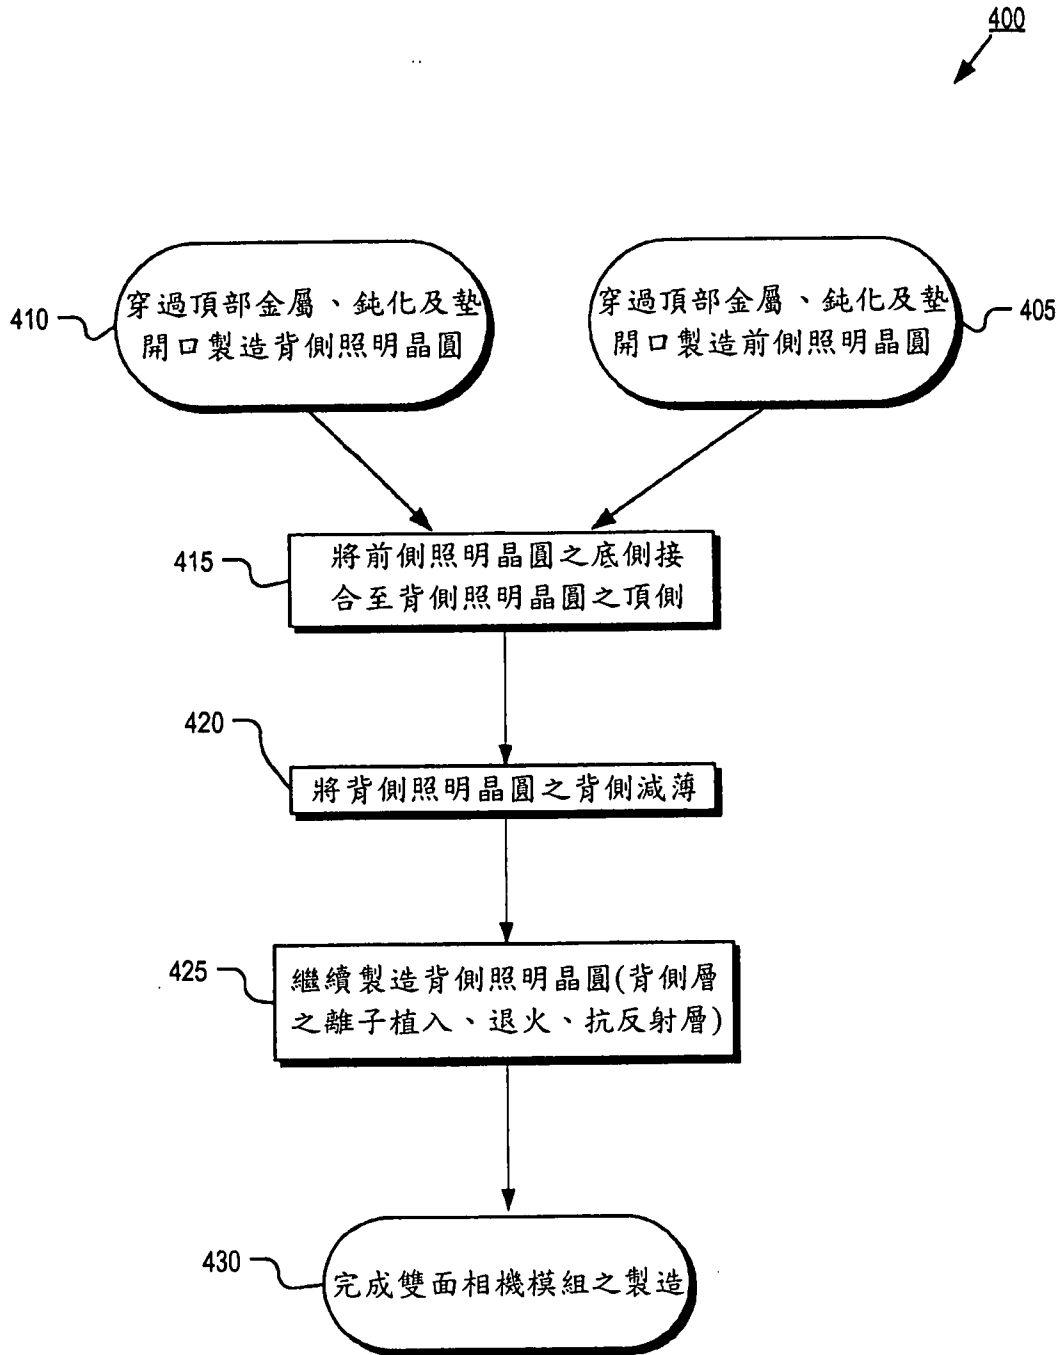 400
410
穿過頂部金屬、鈍化及墊
開口製造背側照明晶圓
穿過頂部金屬、鈍化及墊
開口製造前側照明晶圓
405
415
將前側照明晶圓之底側接
合至背側照明晶圓之頂側
420
將背側照明晶圓之背側減薄
425
繼續製造背側照明晶圓(背側層
之離子植入、退火、抗反射層)
430
完成雙面相機模組之製造